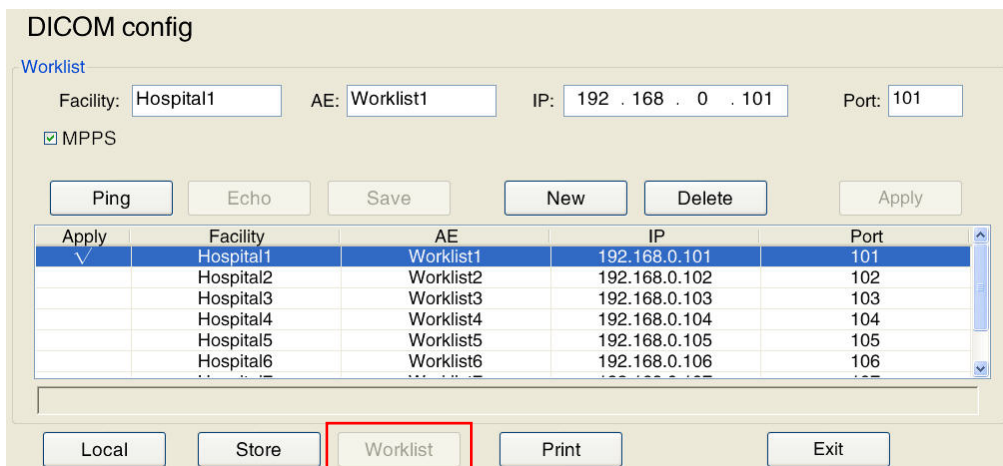 DICOM config
Worklist
Facility: Hospital1 AE: Worklist1 IP: 192 . 168 . 0 . 101 Port: 101
MPPS
Ping Echo Save New Delete Apply
Apply Facility AE IP Port
√ Hospital1 Worklist1 192.168.0.101 101
Hospital2 Worklist2 192.168.0.102 102
Hospital3 Worklist3 192.168.0.103 103
Hospital4 Worklist4 192.168.0.104 104
Hospital5 Worklist5 192.168.0.105 105
Hospital6 Worklist6 192.168.0.106 106
Local Store Worklist Print Exit